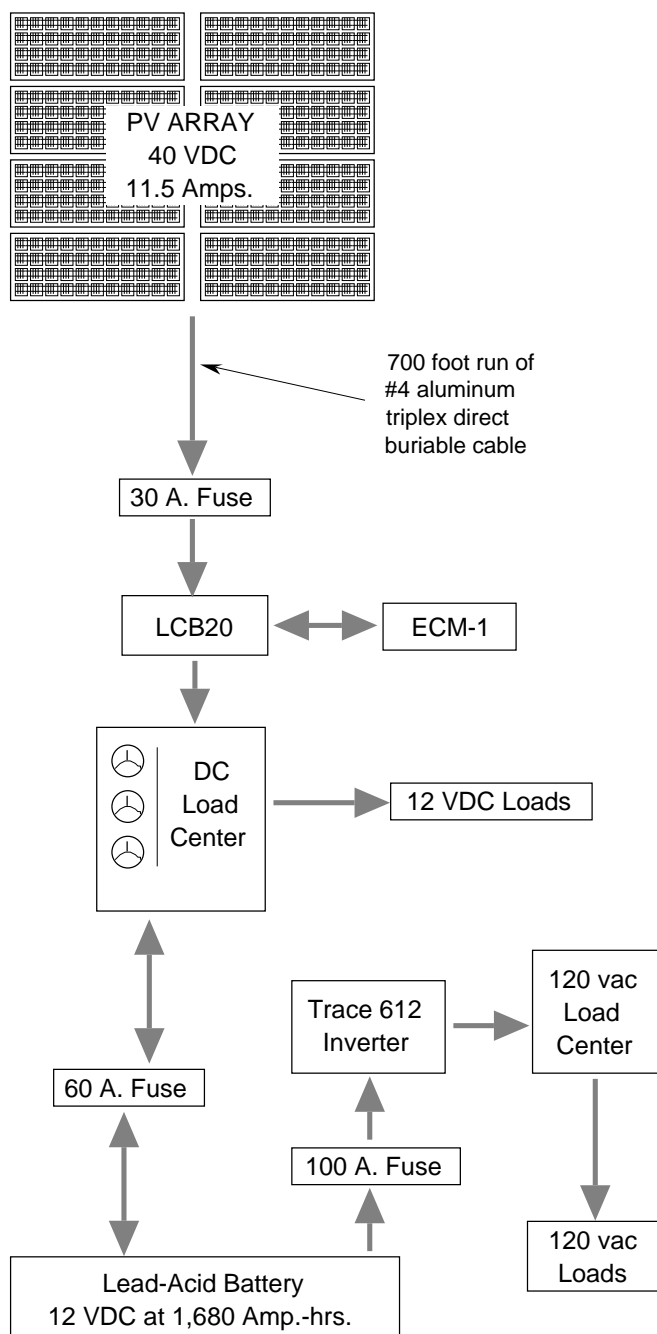 PV ARRAY
40 VDC
11.5 Amps.
700 foot run of
#4 aluminum
triplex direct
buriable cable
30 A. Fuse
LCB20
ECM-1
DC
Load
Center
12 VDC Loads
Trace 612
Inverter
120 vac
Load
Center
60 A. Fuse
100 A. Fuse
120 vac
Loads
Lead-Acid Battery
12 VDC at 1,680 Amp.-hrs.